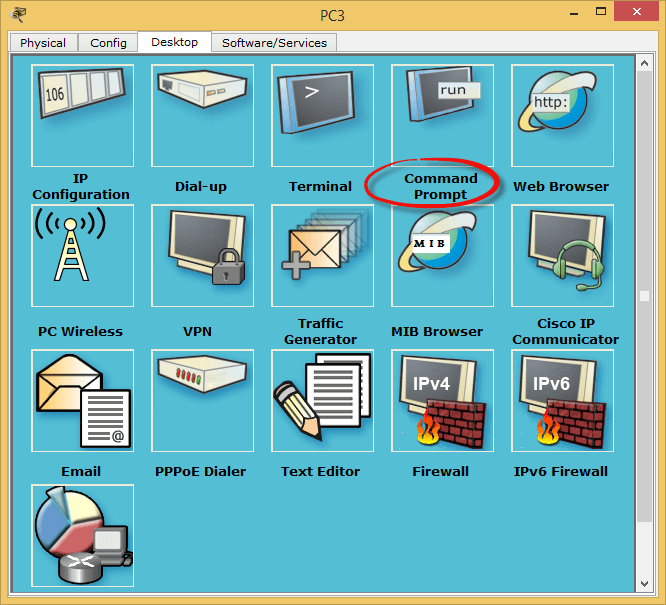 PC3
Physical Config Desktop Software/Services
106
>
run
http:
IP
Configuration
Dial-up
Terminal
Command
Prompt
Web Browser
MIB
PC Wireless
VPN
Traffic
Generator
MIB Browser
Cisco IP
Communicator
@
IPv4
IPv6
Email
PPPoE Dialer
Text Editor
Firewall
IPv6 Firewall